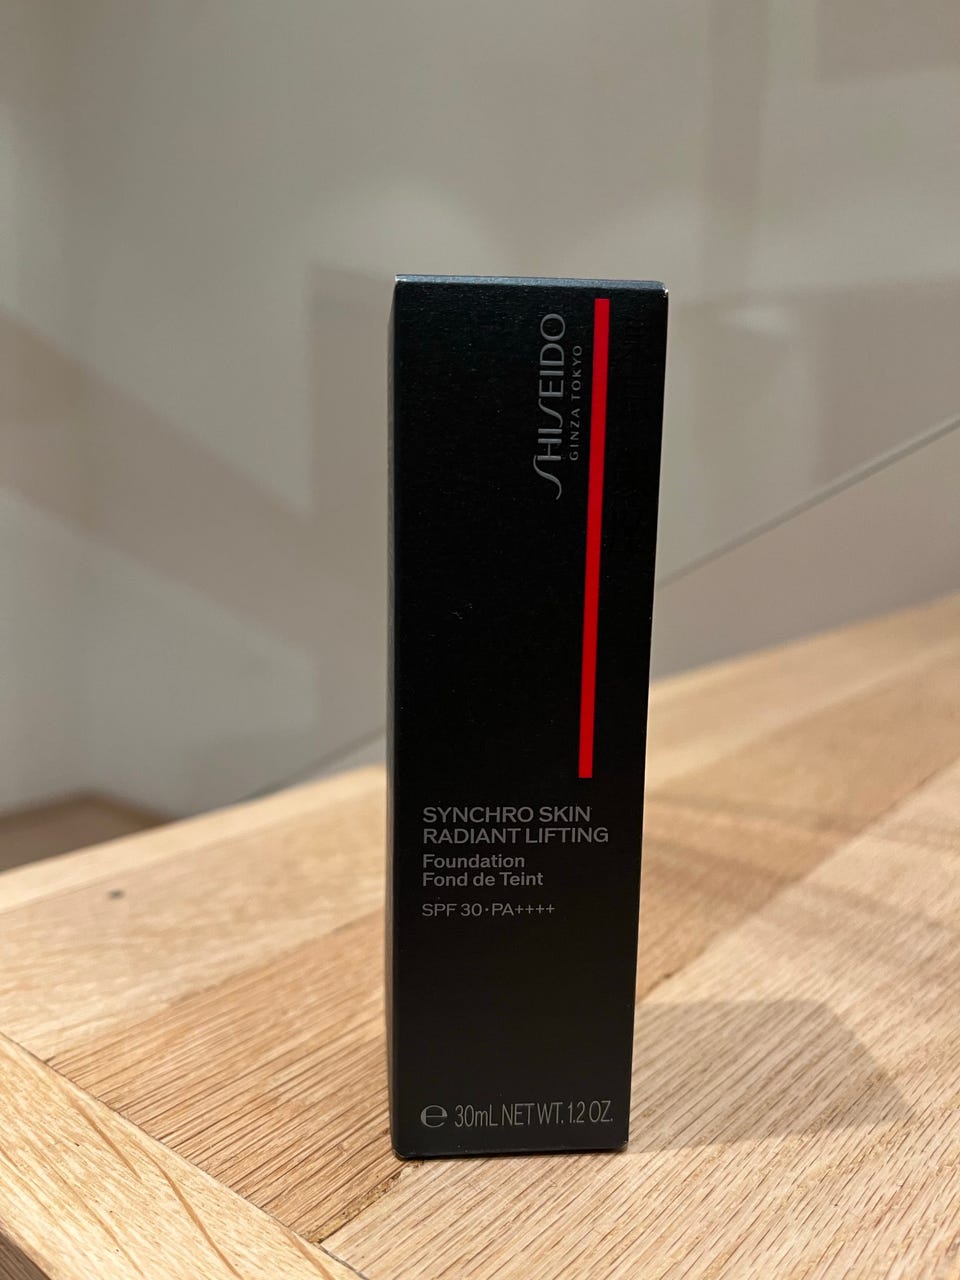 SHISEIDO
GINZA TOKYO
SYNCHRO SKIN
RADIANT LIFTING
Foundation
Fond de Teint
SPF 30·PA++++
℮ 30mL NET WT. 1.2 OZ.